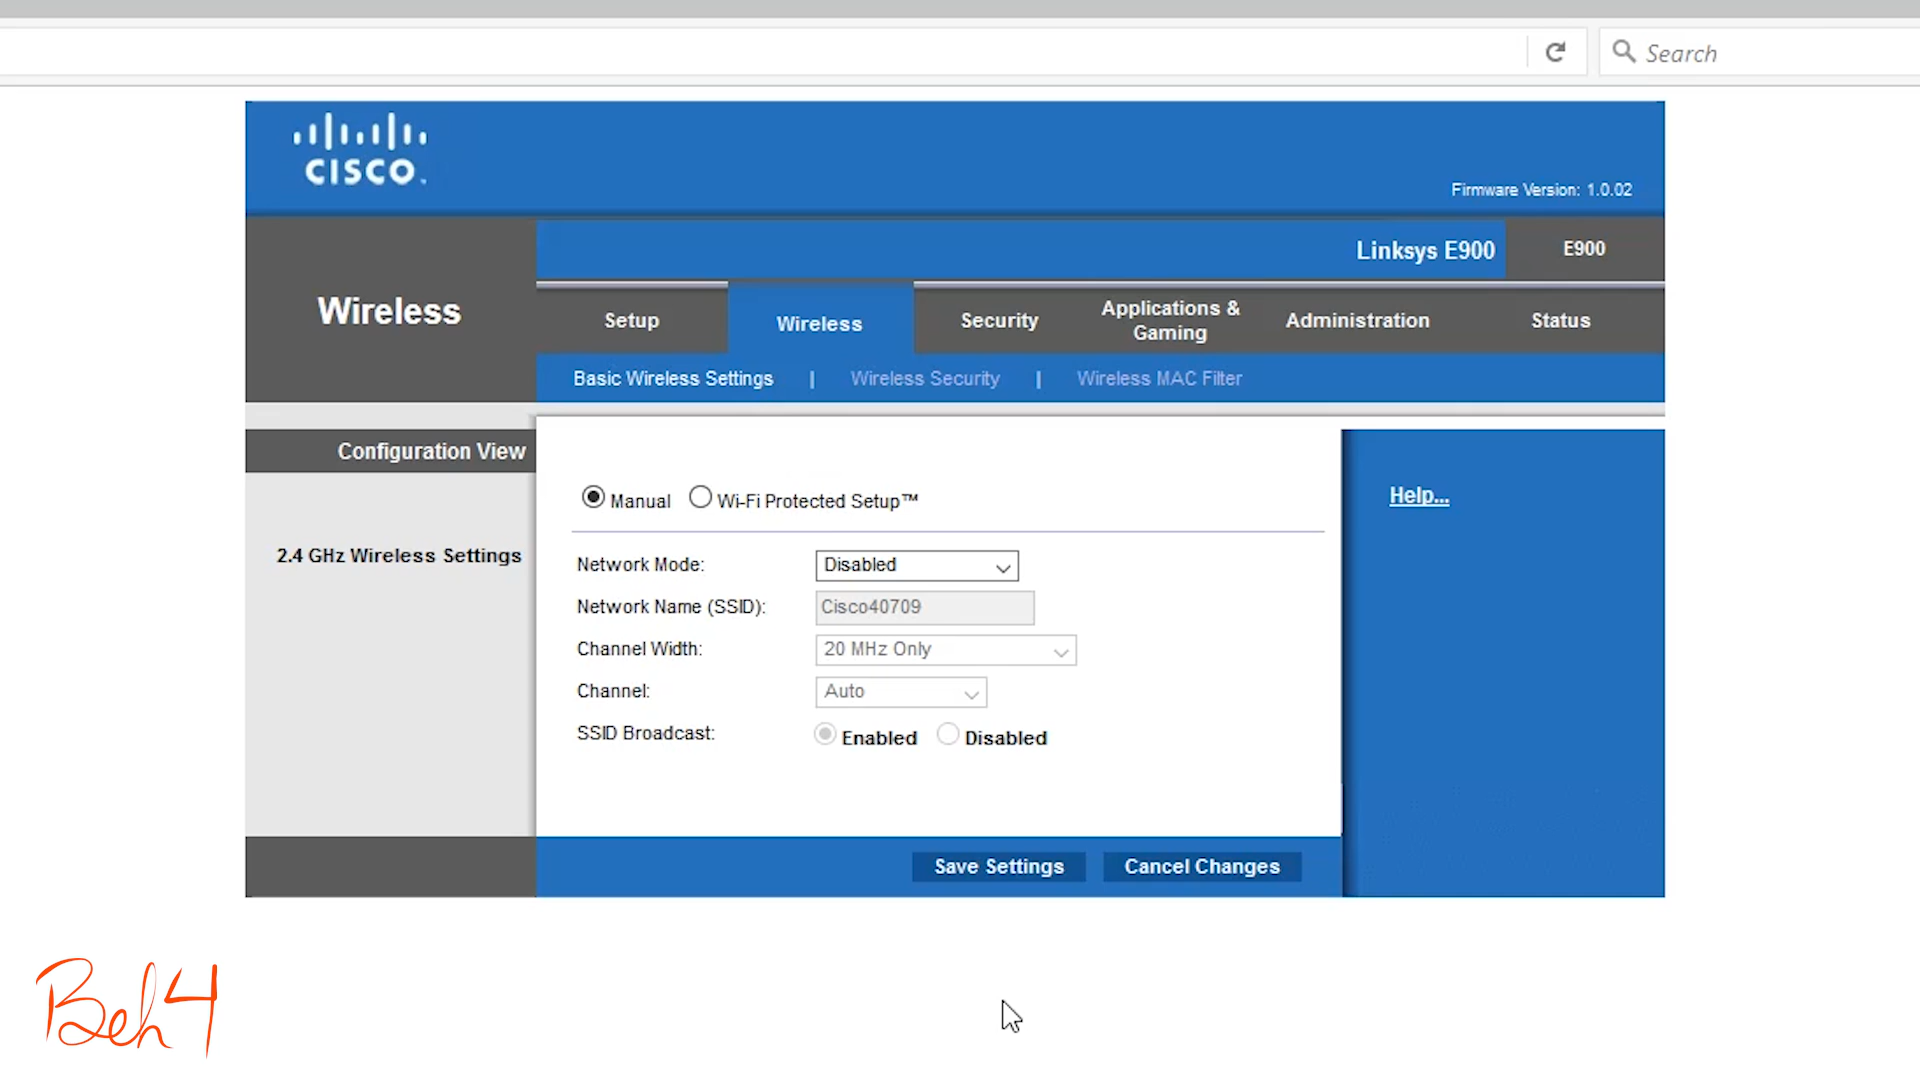 Search
CISCO.
Firmware Version: 1.0.02
Linksys E900
E900
Wireless
Setup
Wireless
Security
Applications &
Gaming
Administration
Status
Basic Wireless Settings | Wireless Security | Wireless MAC Filter
Configuration View
Manual
Wi-Fi Protected Setup™
2.4 GHz Wireless Settings
Network Mode: Disabled
Network Name (SSID): Cisco40709
Channel Width: 20 MHz Only
Channel: Auto
SSID Broadcast: Enabled Disabled
Help...
Save Settings
Cancel Changes
Beh4